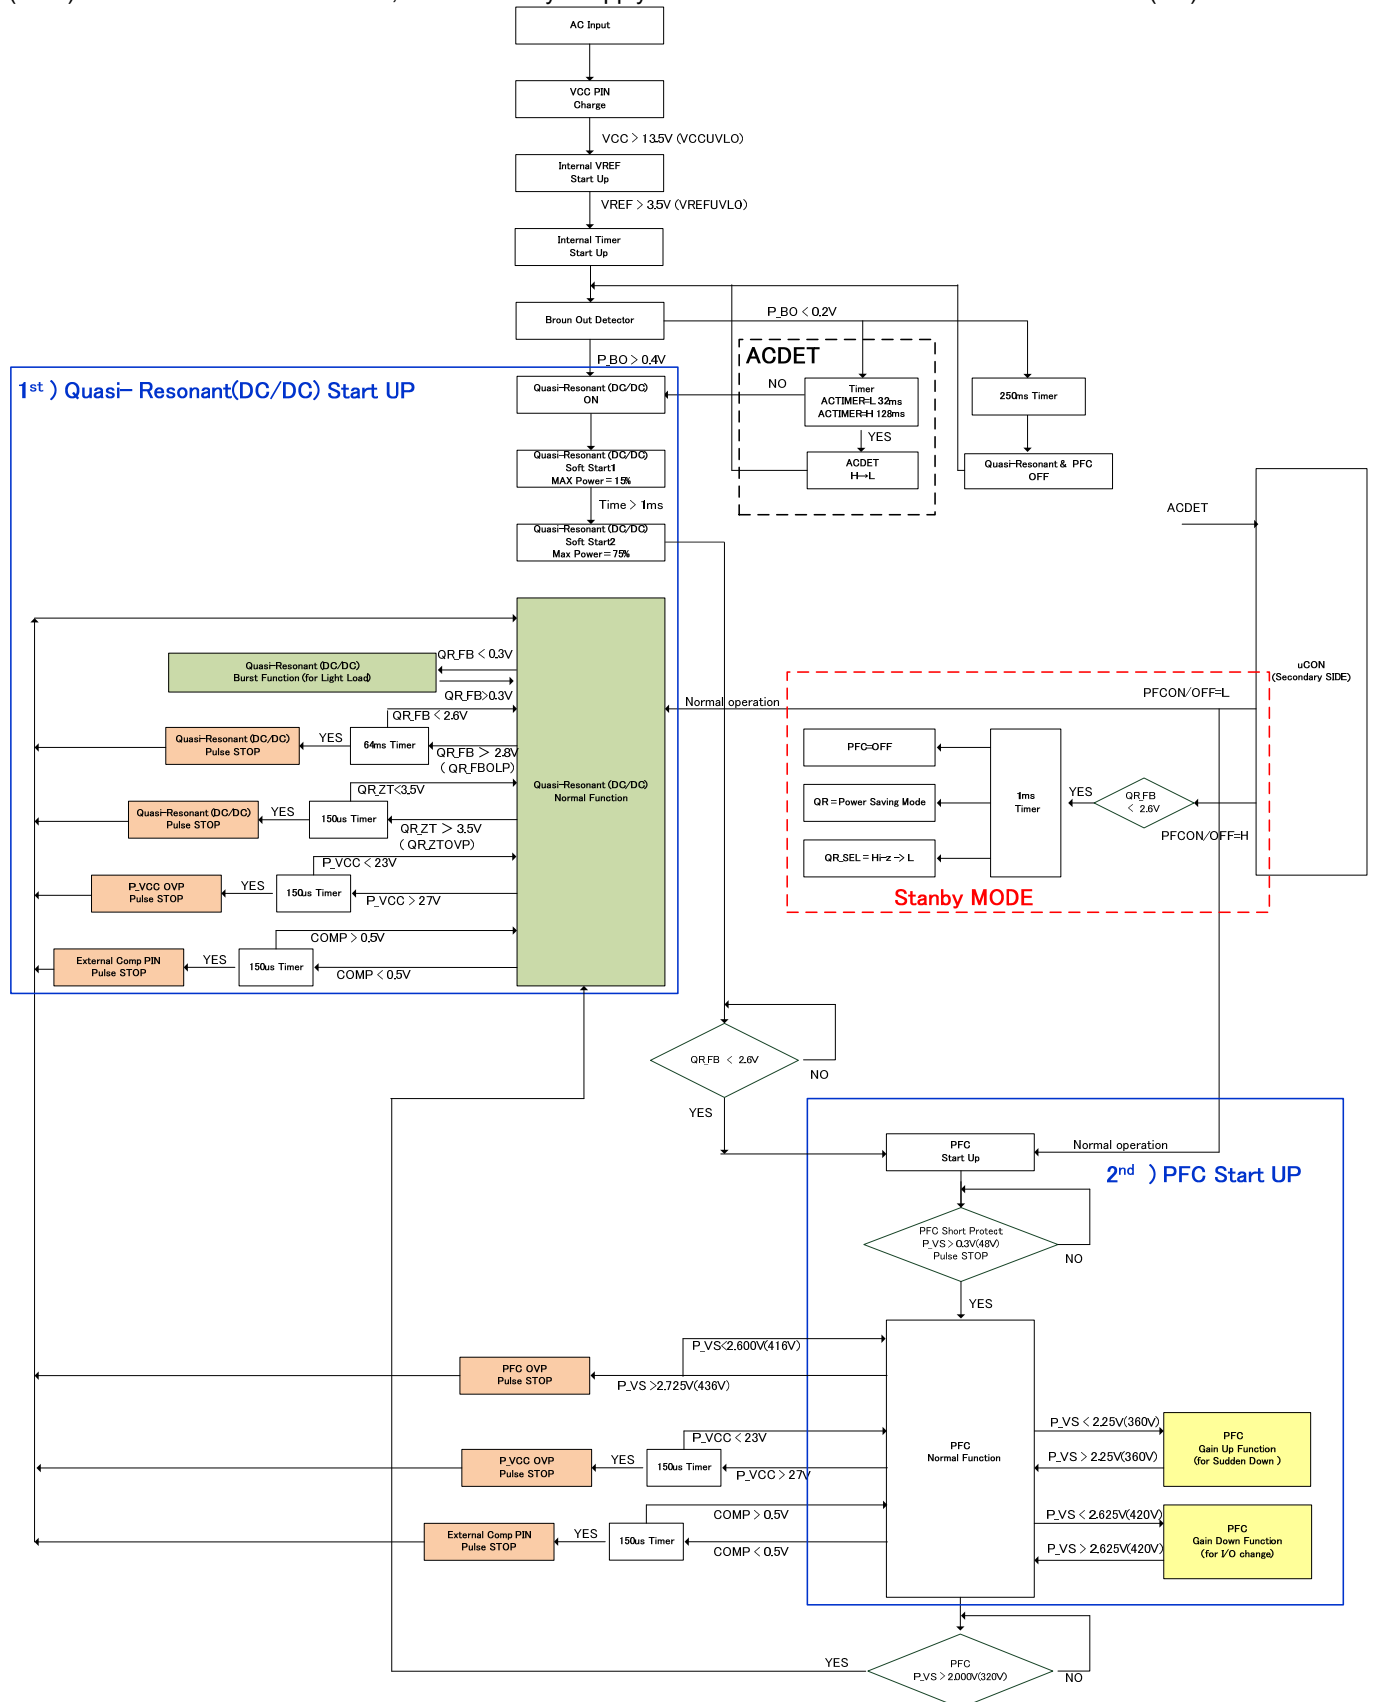 AC Input
VCC PIN
Charge
VCC > 13.5V (VCCUVLO)
Internal VREF
Start Up
VREF > 3.5V (VREFUVLO)
Internal Timer
Start Up
Broun Out Detector
P_BO < 0.2V
P_BO > 0.4V
ACDET
NO
Timer
ACTIMER=L 32ms
ACTIMER=H 128ms
YES
ACDET
H→L
250ms Timer
Quasi-Resonant & PFC
OFF
1st ) Quasi- Resonant(DC/DC) Start UP
Quasi-Resonant (DC/DC)
ON
Quasi-Resonant (DC/DC)
Soft Start1
MAX Power = 15%
Time > 1ms
Quasi-Resonant (DC/DC)
Soft Start2
Max Power = 75%
ACDET
uCON
(Secondary SIDE)
Quasi-Resonant (DC/DC)
Normal Function
QR_FB < 0.3V
Quasi-Resonant (DC/DC)
Burst Function (for Light Load)
QR_FB>0.3V
QR_FB < 2.6V
Quasi-Resonant (DC/DC)
Pulse STOP
YES
64ms Timer
QR_FB > 2.8V
( QR_FBOLP)
QR_ZT<3.5V
Quasi-Resonant (DC/DC)
Pulse STOP
YES
150us Timer
QR_ZT > 3.5V
( QR_ZTOVP)
P_VCC < 23V
P_VCC OVP
Pulse STOP
YES
150us Timer
P_VCC > 27V
COMP > 0.5V
External Comp PIN
Pulse STOP
YES
150us Timer
COMP < 0.5V
Normal operation
PFCON/OFF=L
PFC=OFF
QR = Power Saving Mode
QR_SEL = Hi-z -> L
1ms
Timer
YES
QR_FB
< 2.6V
PFCON/OFF=H
Stanby MODE
QR_FB < 2.6V
NO
YES
PFC
Start Up
Normal operation
2nd ) PFC Start UP
PFC Short Protect
P_VS > 0.3V(48V)
Pulse STOP
NO
YES
PFC
Normal Function
P_VS<2.600V(416V)
PFC OVP
Pulse STOP
P_VS >2.725V(436V)
P_VCC < 23V
P_VCC OVP
Pulse STOP
YES
150us Timer
P_VCC > 27V
COMP > 0.5V
External Comp PIN
Pulse STOP
YES
150us Timer
COMP < 0.5V
P_VS < 2.25V(360V)
P_VS > 2.25V(360V)
PFC
Gain Up Function
(for Sudden Down )
P_VS < 2.625V(420V)
P_VS > 2.625V(420V)
PFC
Gain Down Function
(for I/O change)
YES
PFC
P_VS > 2.000V(320V)
NO